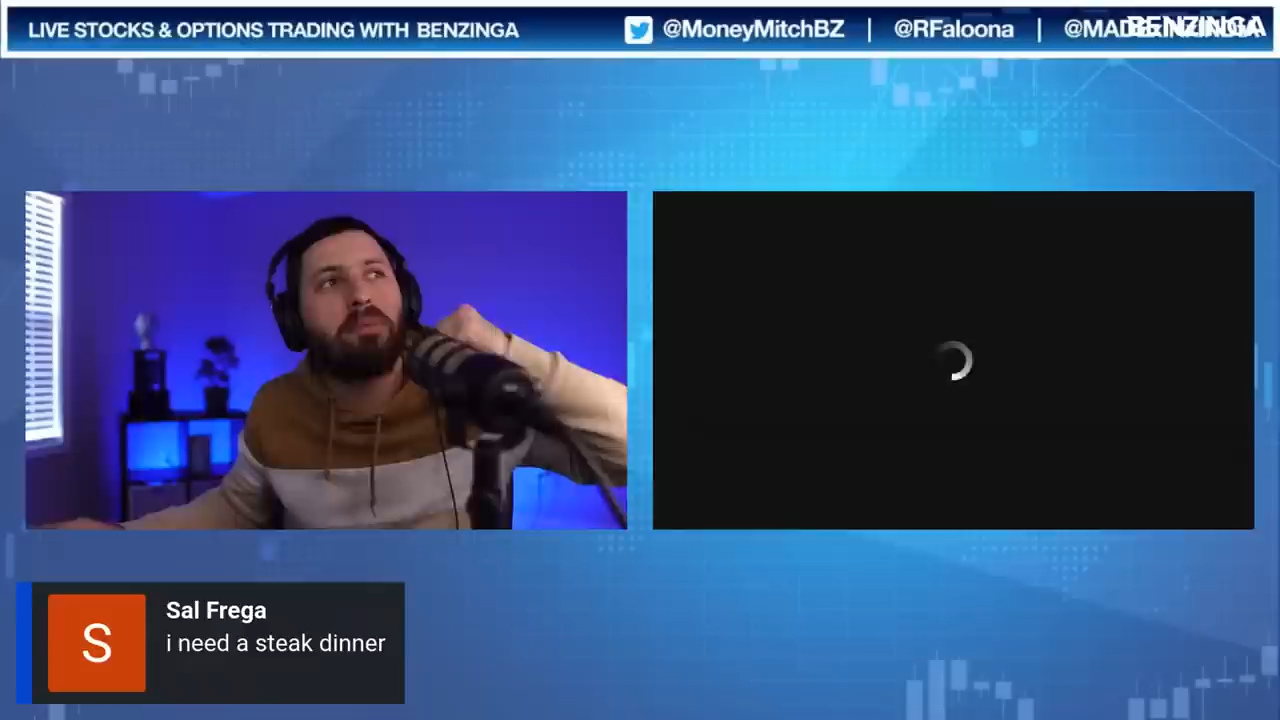 LIVE STOCKS & OPTIONS TRADING WITH BENZINGA @MoneyMitchBZ | @RFaloona |
BENZINGA
S
Sal Frega
i need a steak dinner